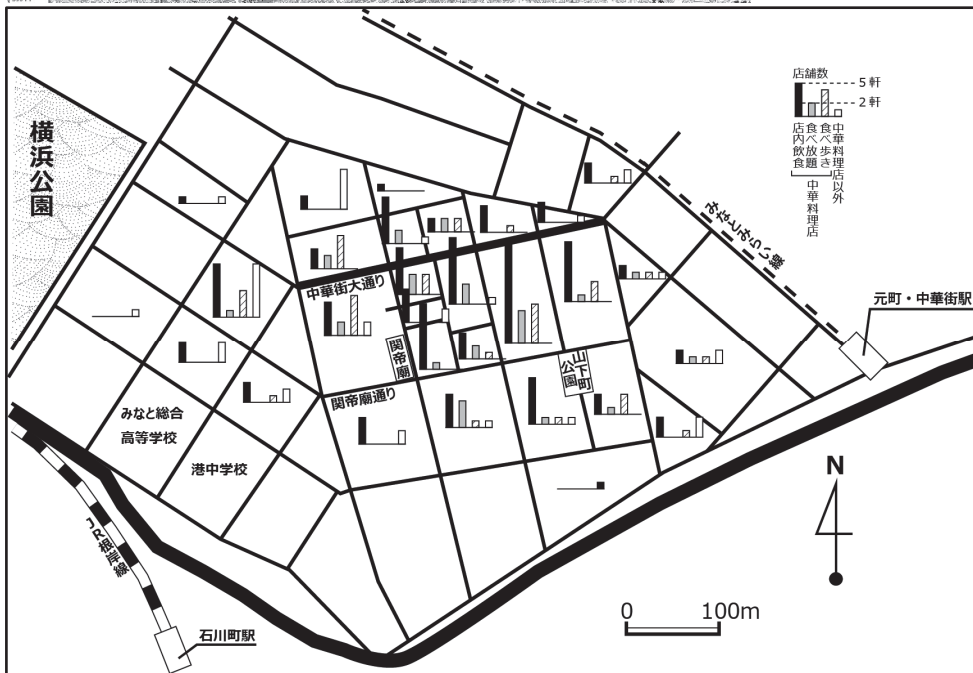 横浜公園
店舗数
5軒
2軒
店内飲食
食べ放題
食べ歩き
中華料理店以外
中華料理店
みなとみらい線
元町・中華街駅
中華街大通り
関帝廟
関帝廟通り
山下町
公園
みなと総合
高等学校
港中学校
JR根岸線
石川町駅
N
0 100m